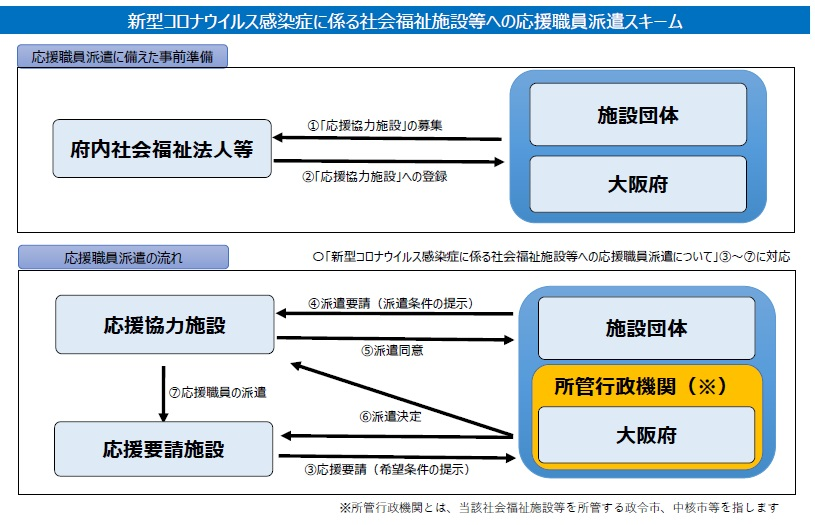 新型コロナウイルス感染症に係る社会福祉施設等への応援職員派遣スキーム
応援職員派遣に備えた事前準備
府内社会福祉法人等
①「応援協力施設」の募集
②「応援協力施設」への登録
施設団体
大阪府
応援職員派遣の流れ
〇「新型コロナウイルス感染症に係る社会福祉施設等への応援職員派遣について」③～⑦に対応
応援協力施設
④派遣要請（派遣条件の提示）
⑤派遣同意
施設団体
所管行政機関（※）
大阪府
⑦応援職員の派遣
⑥派遣決定
応援要請施設
③応援要請（希望条件の提示）
※所管行政機関とは、当該社会福祉施設等を所管する政令市、中核市等を指します